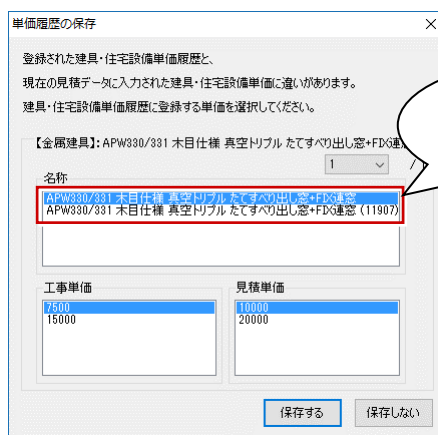 単価履歴の保存
登録された建具・住宅設備単価履歴と、
現在の見積データに入力された建具・住宅設備単価に違いがあります。
建具・住宅設備単価履歴に登録する単価を選択してください。
【金属建具】：APW330/331 木目仕様 真空トリプル たてすべり出し窓+FIX連
1 /
名称
APW330/331 木目仕様 真空トリプル たてすべり出し窓+FIX連窓
APW330/331 木目仕様 真空トリプル たてすべり出し窓+FIX連窓 (11907)
工事単価 見積単価
7500 10000
15000 20000
保存する 保存しない